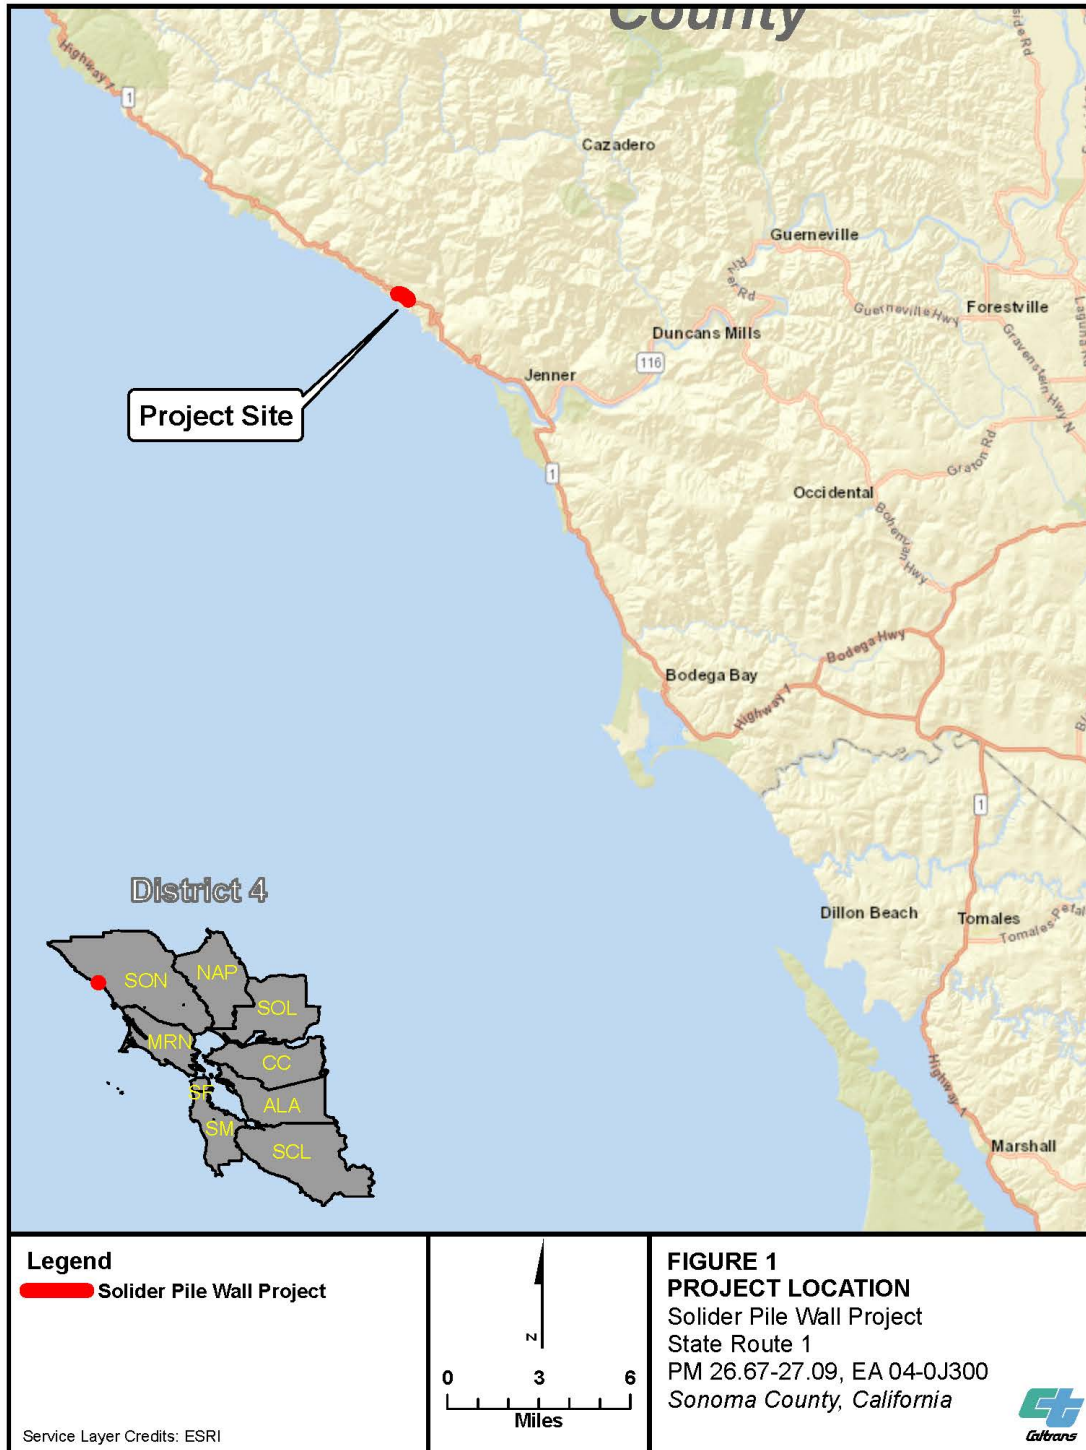 County
side Rd
Highway 1
1
Cazadero
Guerneville
River Rd
Guerneville Hwy
Forestville
Duncans Mills
116
Gravenstein Hwy N
Jenner
Project Site
1
Graton Rd
Occidental
Bohemian Hwy
Bodega Hwy
Bodega Bay
Highway 1
1
District 4
Dillon Beach
Tomales
Tomales-Petal
SON
NAP
SOL
MRN
CC
SF
ALA
SM
SCL
Highway 1
Marshall
Legend
Solider Pile Wall Project
Service Layer Credits: ESRI
N
0 3 6
Miles
FIGURE 1
PROJECT LOCATION
Solider Pile Wall Project
State Route 1
PM 26.67-27.09, EA 04-0J300
Sonoma County, California
ct
Caltrans